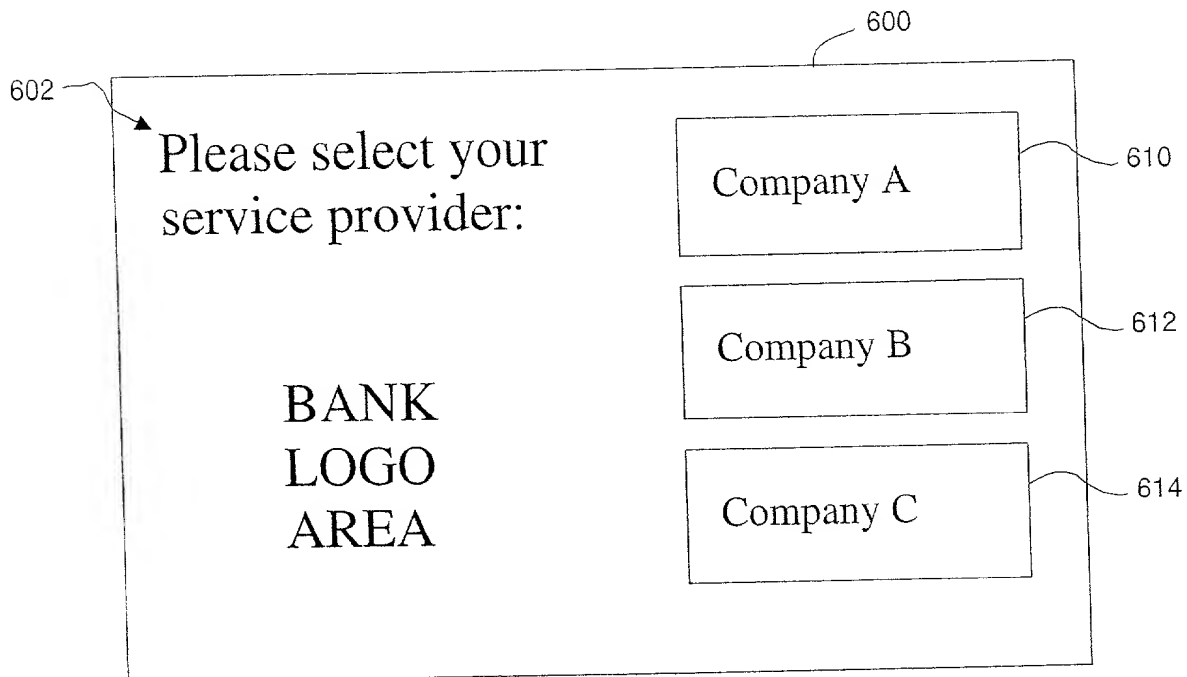 600
602
Please select your
service provider:
Company A
610
Company B
612
BANK
LOGO
AREA
Company C
614